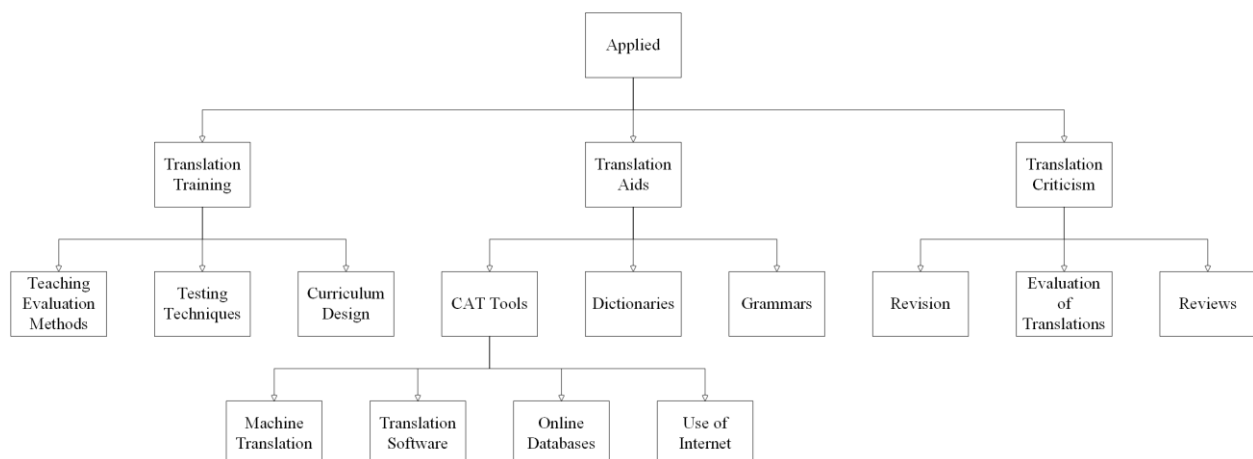 Applied
Translation
Training
Translation
Aids
Translation
Criticism
Teaching
Evaluation
Methods
Testing
Techniques
Curriculum
Design
CAT Tools
Dictionaries
Grammars
Revision
Evaluation
of
Translations
Reviews
Machine
Translation
Translation
Software
Online
Databases
Use of
Internet